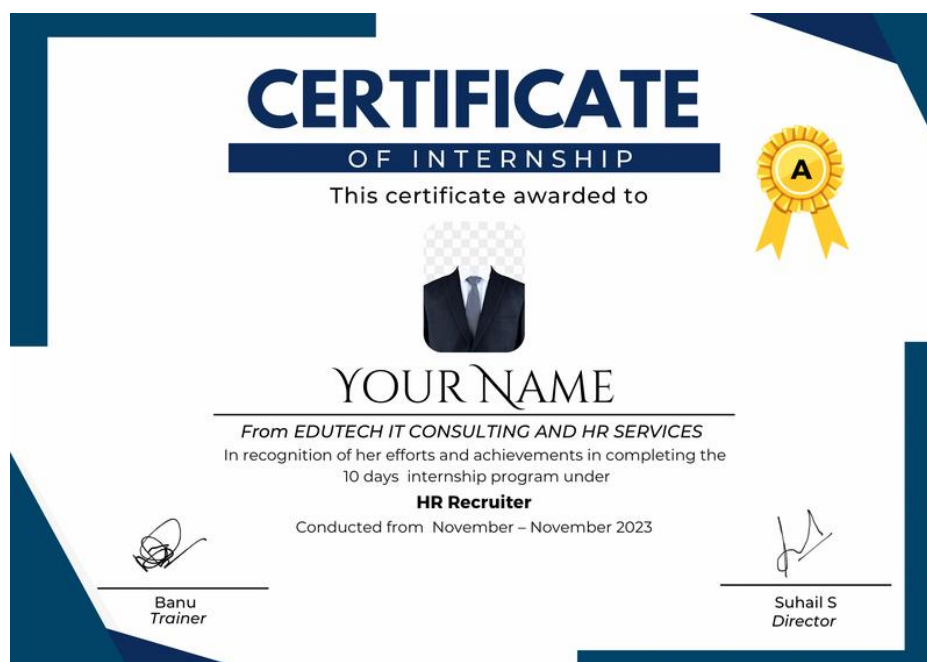 CERTIFICATE
OF INTERNSHIP
This certificate awarded to
A
YOUR NAME
From EDUTECH IT CONSULTING AND HR SERVICES
In recognition of her efforts and achievements in completing the
10 days internship program under
HR Recruiter
Conducted from November – November 2023
Banu
Trainer
Suhail S
Director